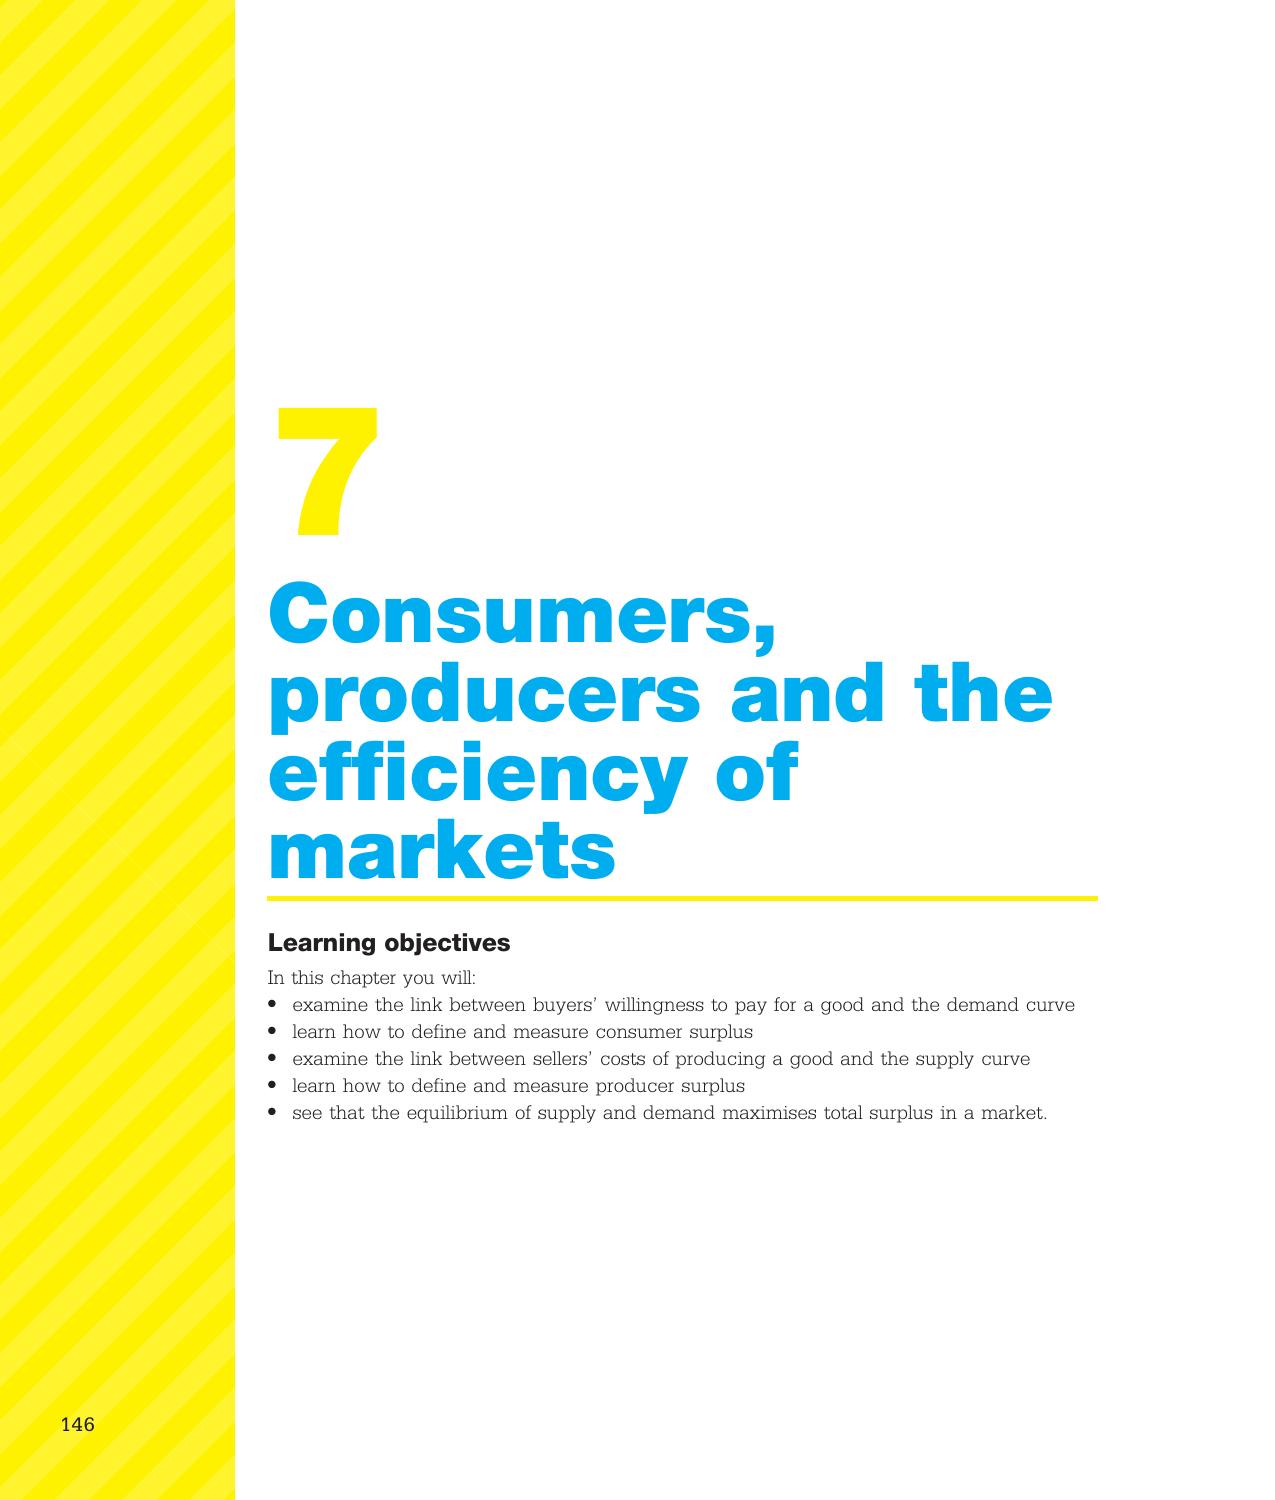 7
Consumers,
producers and the
efficiency of
markets
Learning objectives
In this chapter you will:
• examine the link between buyers’ willingness to pay for a good and the demand curve
• learn how to define and measure consumer surplus
• examine the link between sellers’ costs of producing a good and the supply curve
• learn how to define and measure producer surplus
• see that the equilibrium of supply and demand maximises total surplus in a market.
146